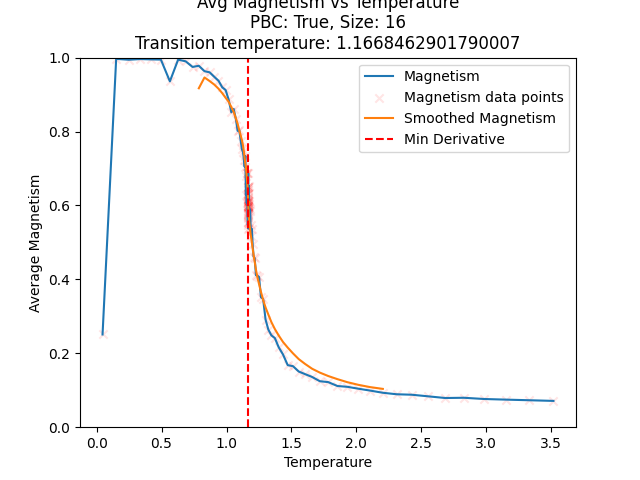 Avg Magnetism vs Temperature
PBC: True, Size: 16
Transition temperature: 1.1668462901790007
Magnetism
Magnetism data points
Smoothed Magnetism
Min Derivative
Average Magnetism
1.0
0.8
0.6
0.4
0.2
0.0
0.0 0.5 1.0 1.5 2.0 2.5 3.0 3.5
Temperature